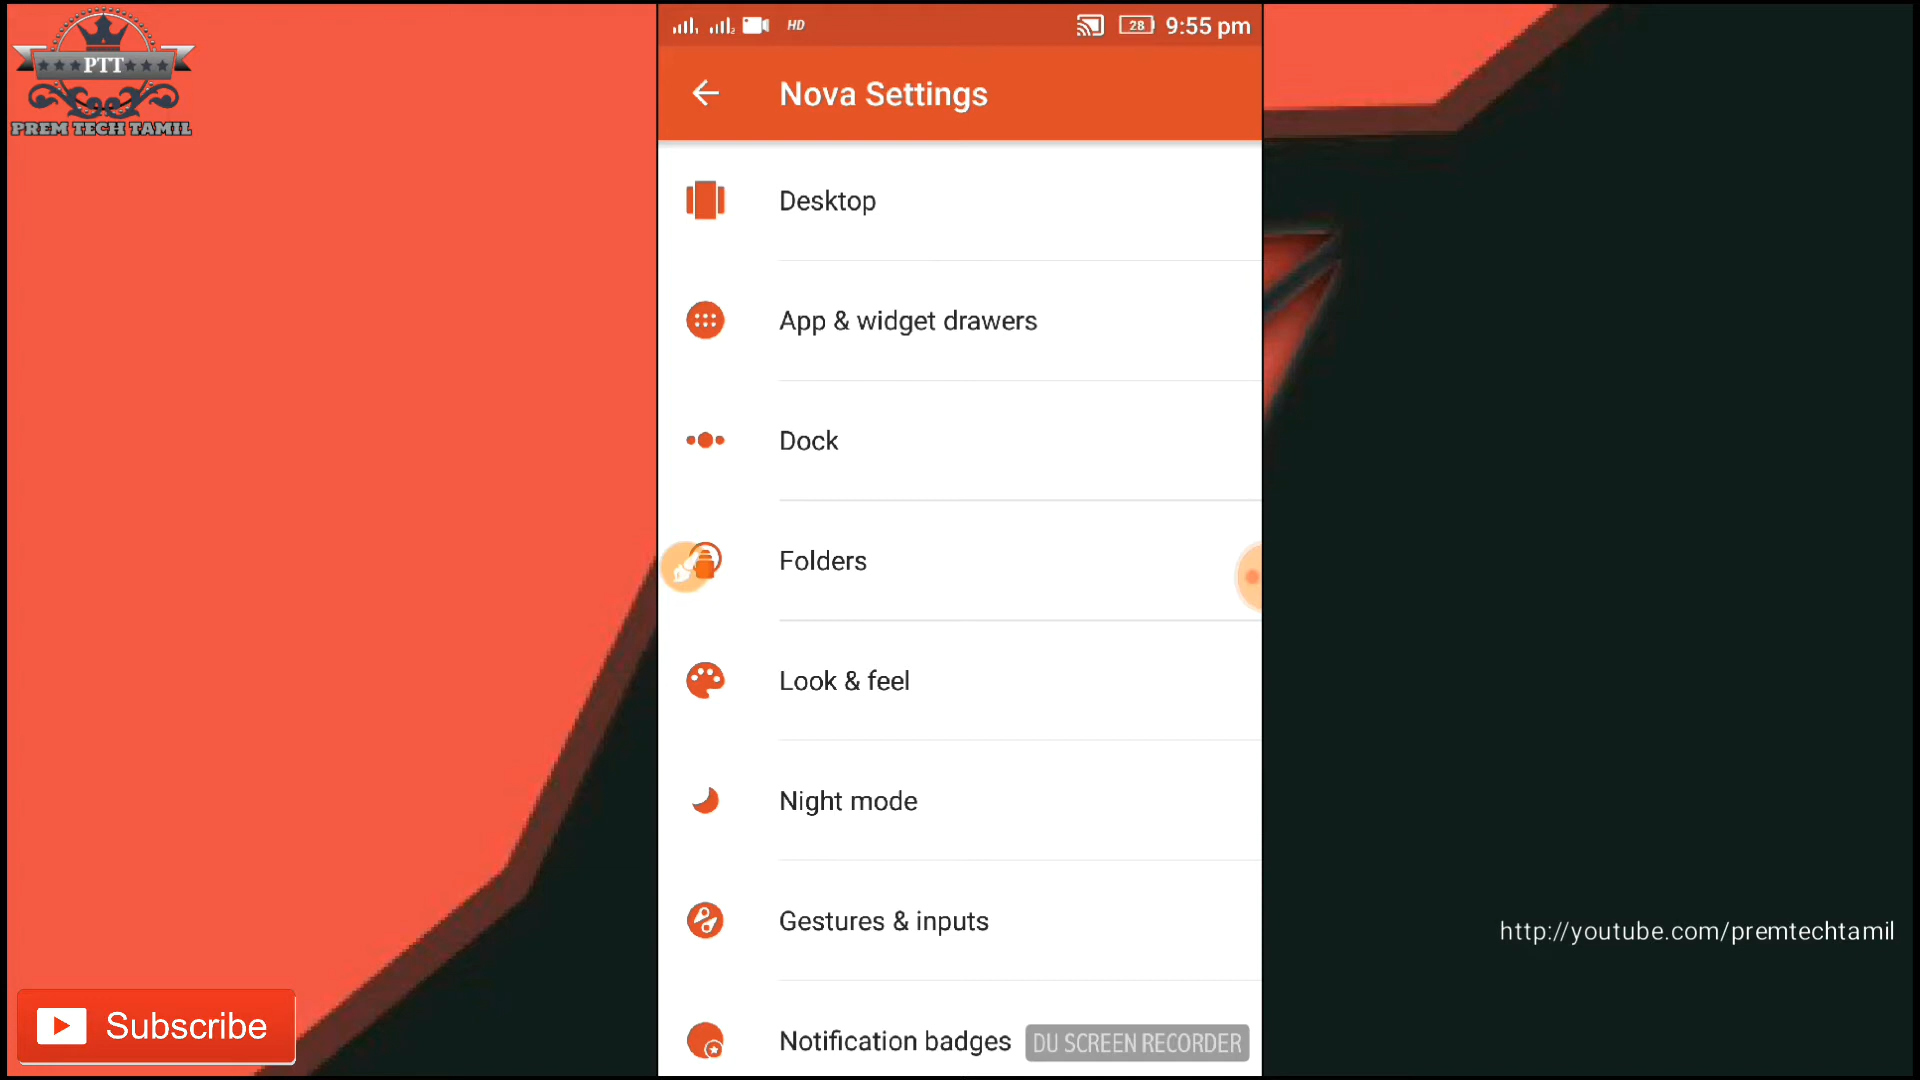 PTT
PREM TECH TAMIL
HD
28
9:55 pm
Nova Settings
Desktop
App & widget drawers
Dock
Folders
Look & feel
Night mode
Gestures & inputs
Notification badges
DU SCREEN RECORDER
http://youtube.com/premtechtamil
Subscribe